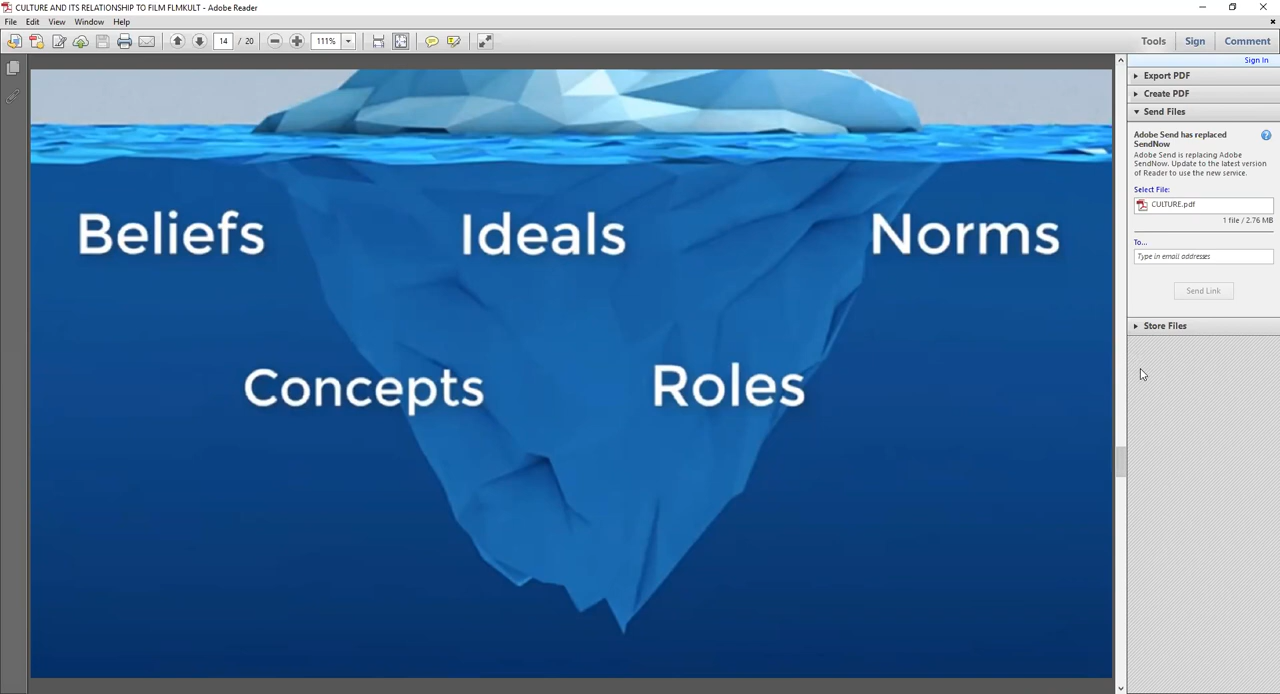 CULTURE AND ITS RELATIONSHIP TO FILM FLMKULT - Adobe Reader
File Edit View Window Help
14 / 20 111% Tools Sign Comment
Sign In
Export PDF
Create PDF
Send Files
Adobe Send has replaced
SendNow
Adobe Send is replacing Adobe
SendNow. Update to the latest version
of Reader to use the new service.
Select File:
CULTURE.pdf
1 file / 2.76 MB
To...
Type in email addresses
Send Link
Store Files
Beliefs Ideals Norms
Concepts Roles